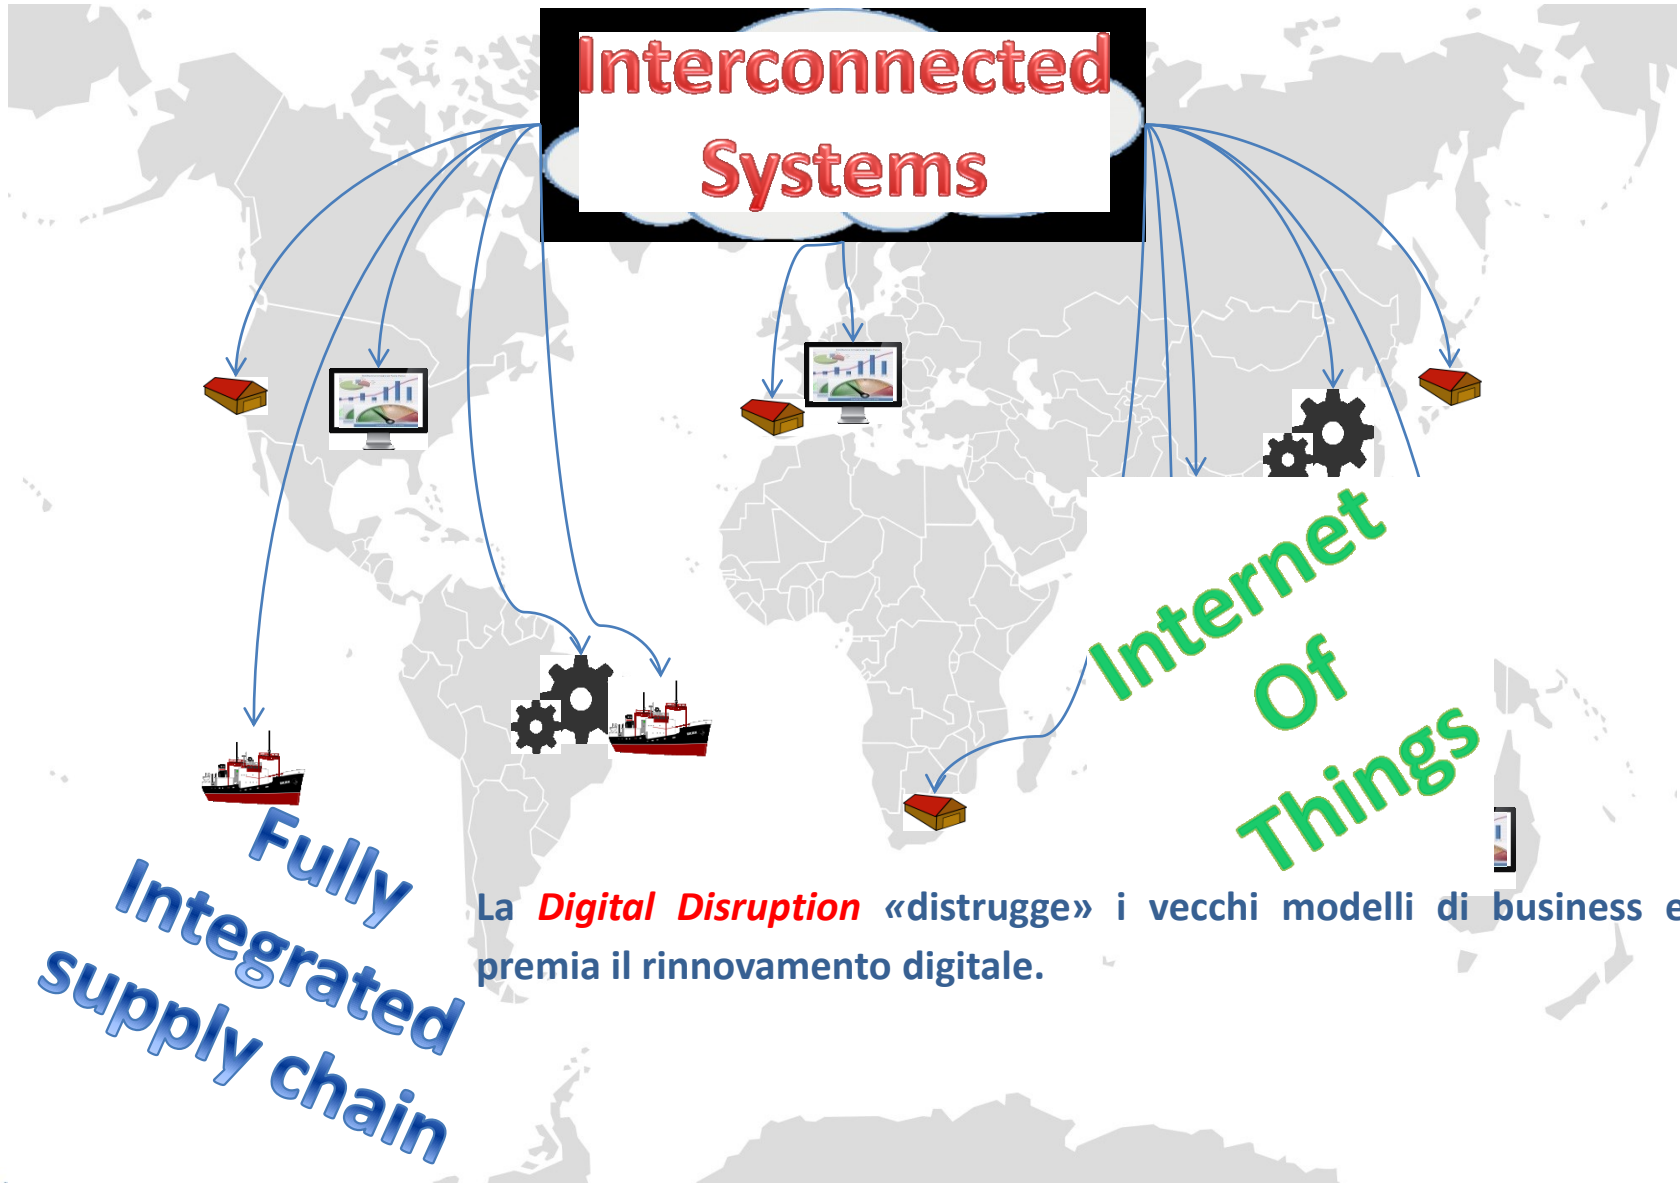 Interconnected
Systems
Internet
Of
Things
Fully
Integrated
supply chain
La Digital Disruption «distrugge» i vecchi modelli di business e
premia il rinnovamento digitale.